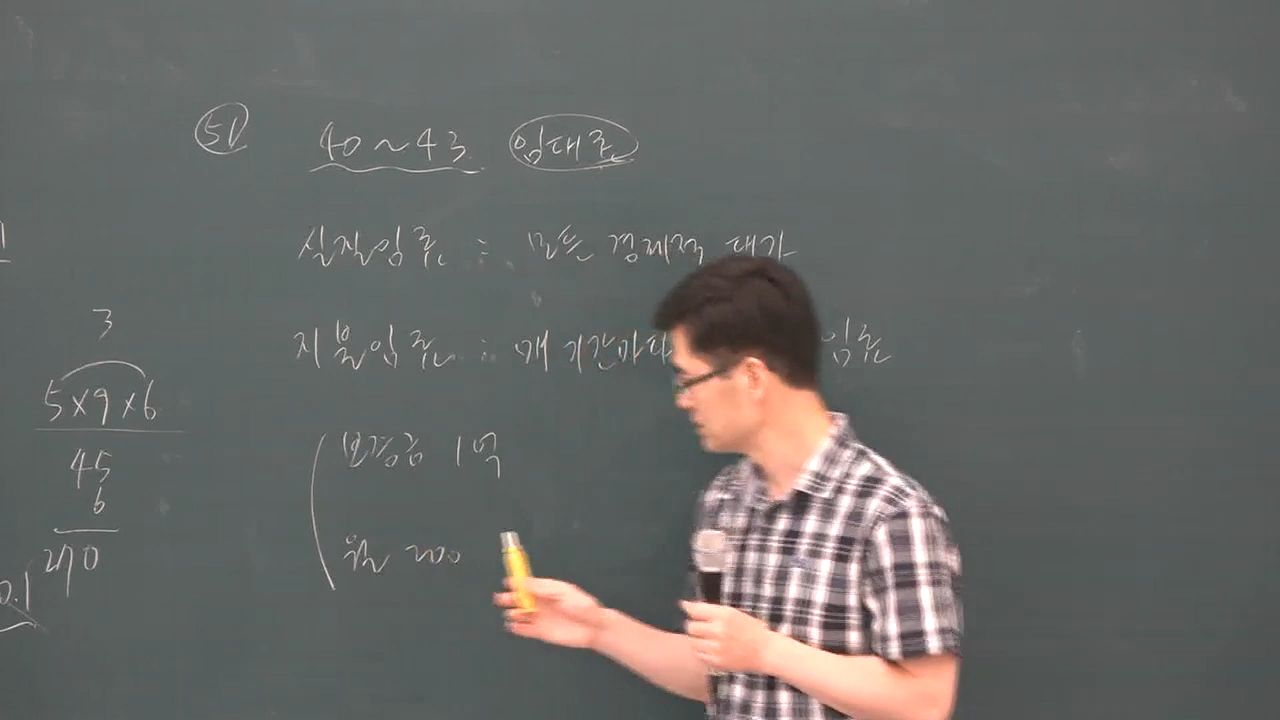 51 40~43 임대료
실질임료 : 모든 경제적 대가
지불임료 : 매 기간마다 임료
보증금 1억
월 200
3
5×9×6
45
6
270
0.1